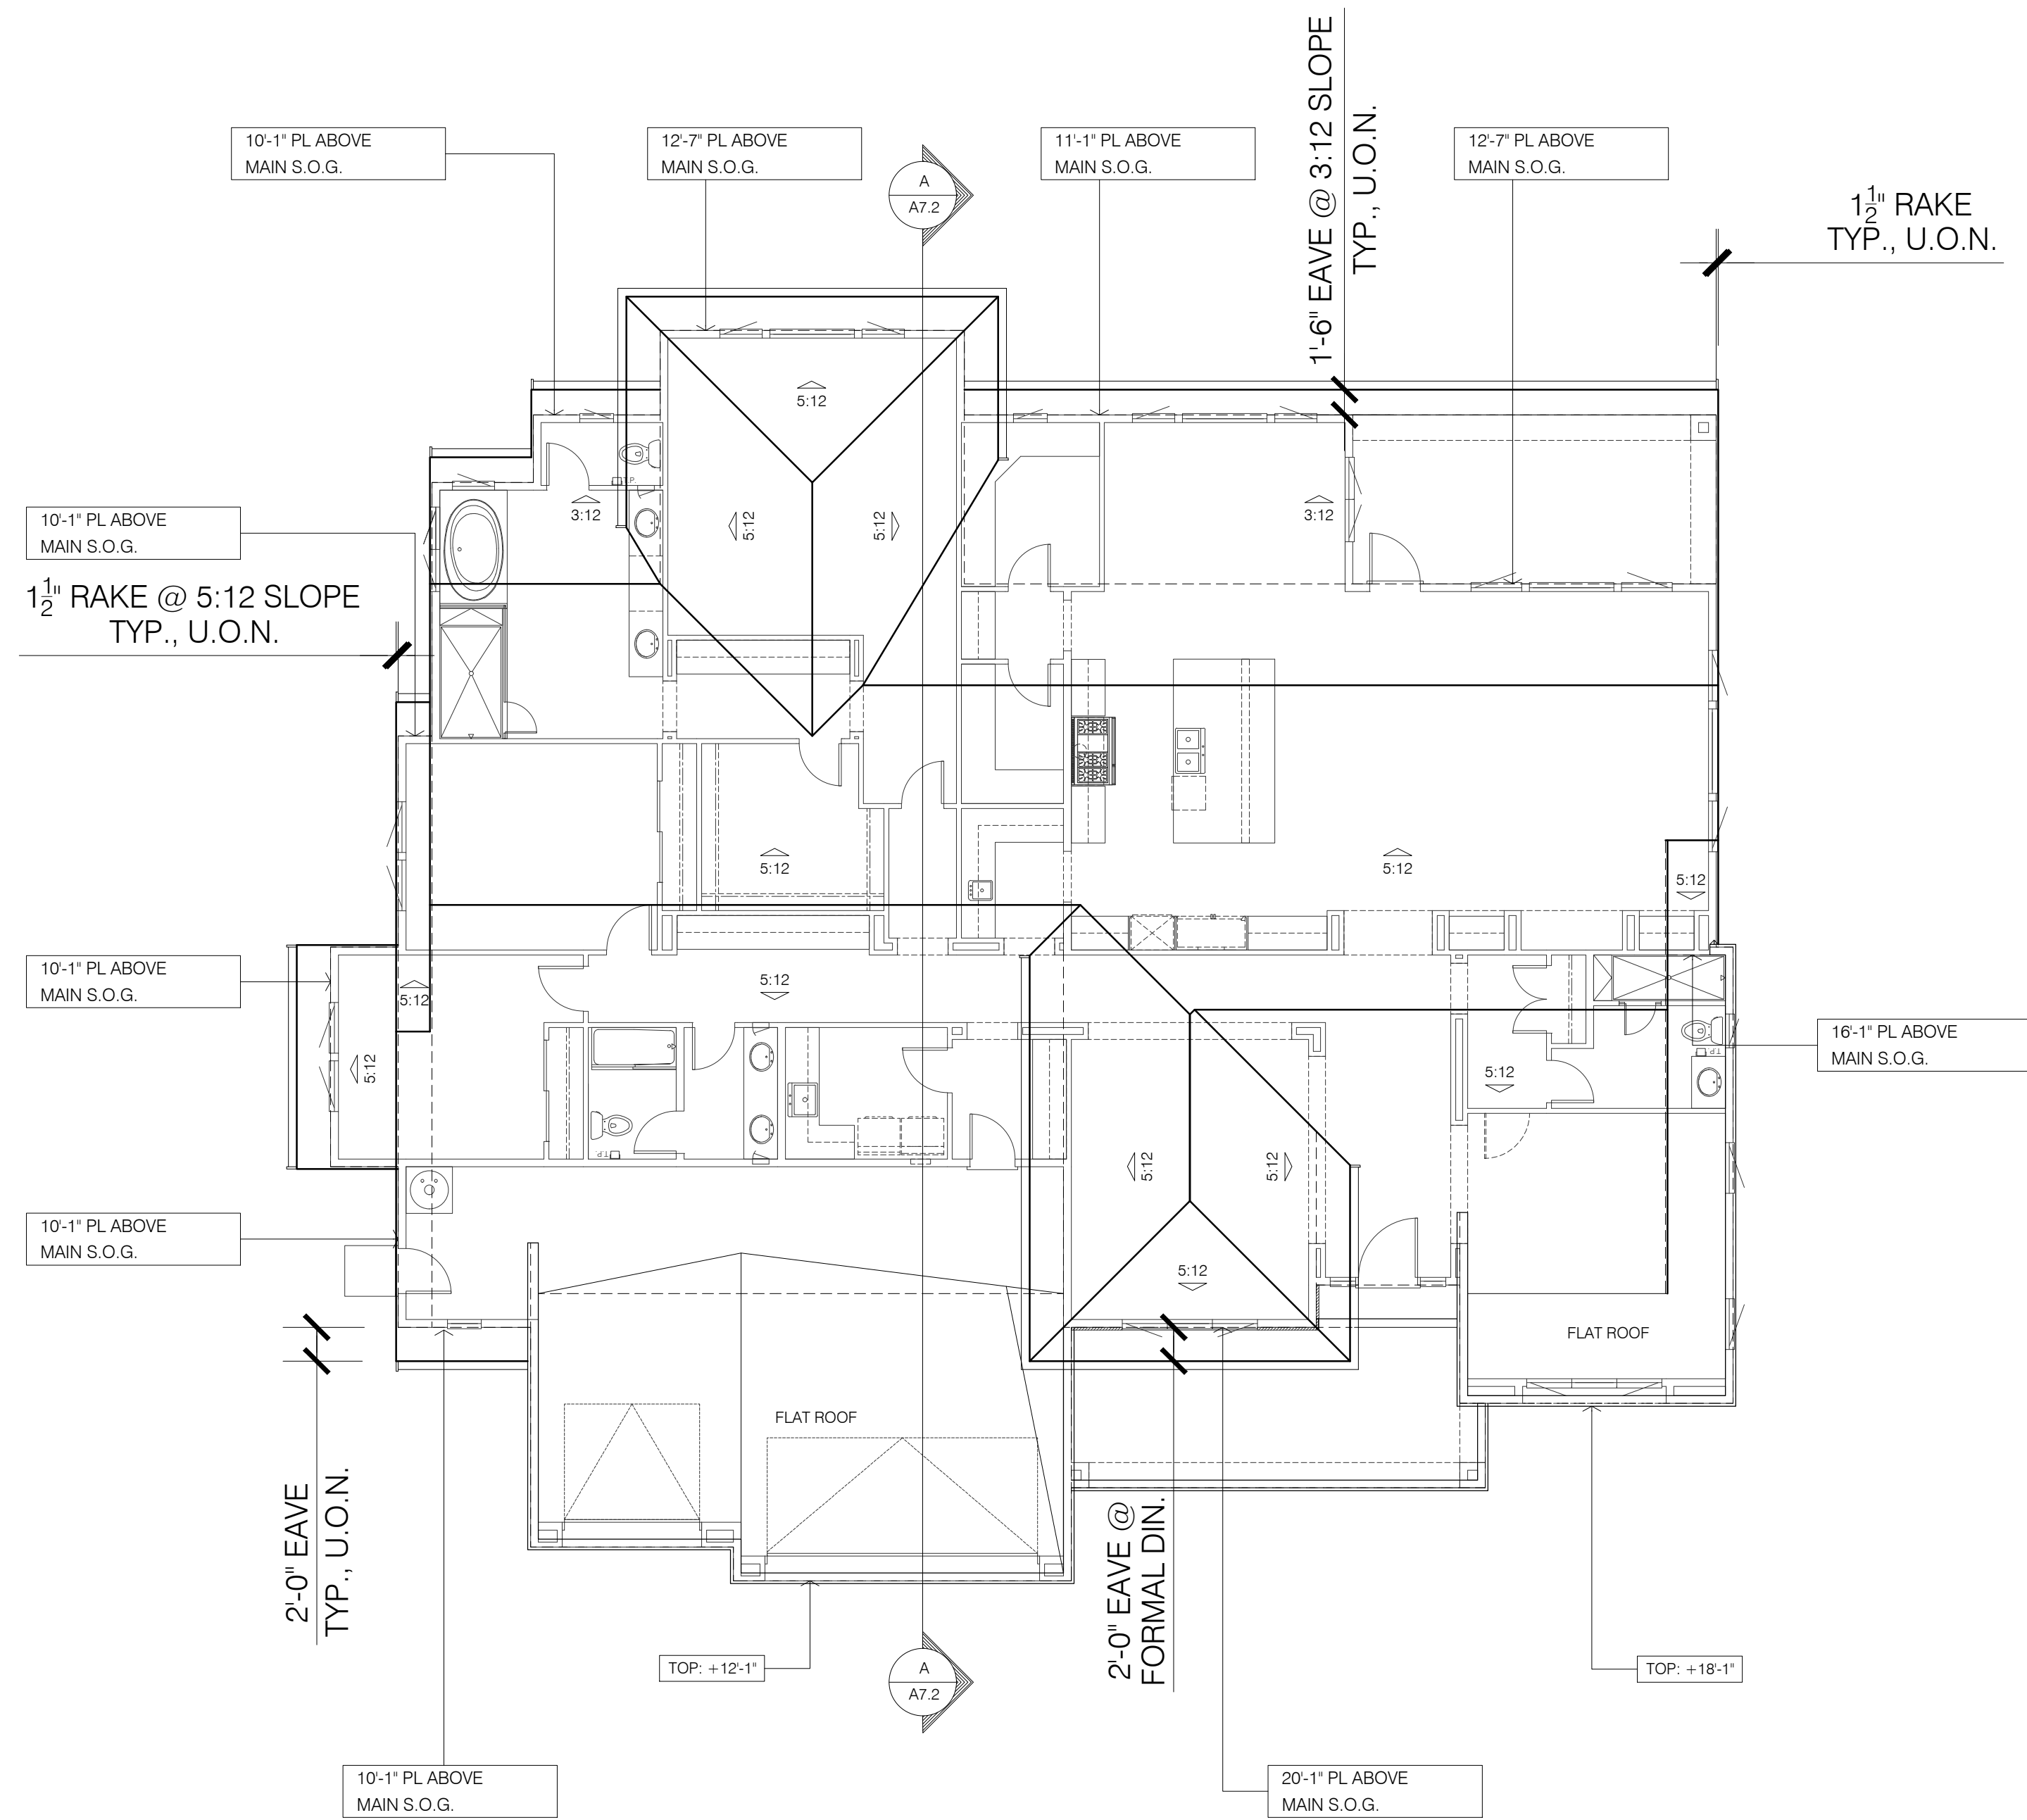 1'-6" EAVE @ 3:12 SLOPE
TYP., U.O.N.
10'-1" PL ABOVE
MAIN S.O.G.
12'-7" PL ABOVE
MAIN S.O.G.
A
A7.2
11'-1" PL ABOVE
MAIN S.O.G.
12'-7" PL ABOVE
MAIN S.O.G.
1 1/2" RAKE
TYP., U.O.N.
5:12
T.P.
3:12
5:12
5:12
3:12
10'-1" PL ABOVE
MAIN S.O.G.
1 1/2" RAKE @ 5:12 SLOPE
TYP., U.O.N.
5:12
5:12
5:12
10'-1" PL ABOVE
MAIN S.O.G.
5:12
5:12
5:12
16'-1" PL ABOVE
MAIN S.O.G.
T.P.
5:12
T.P.
5:12
5:12
10'-1" PL ABOVE
MAIN S.O.G.
5:12
FLAT ROOF
FLAT ROOF
2'-0" EAVE
TYP., U.O.N.
2'-0" EAVE @
FORMAL DIN.
TOP: +12'-1"
A
A7.2
TOP: +18'-1"
10'-1" PL ABOVE
MAIN S.O.G.
20'-1" PL ABOVE
MAIN S.O.G.